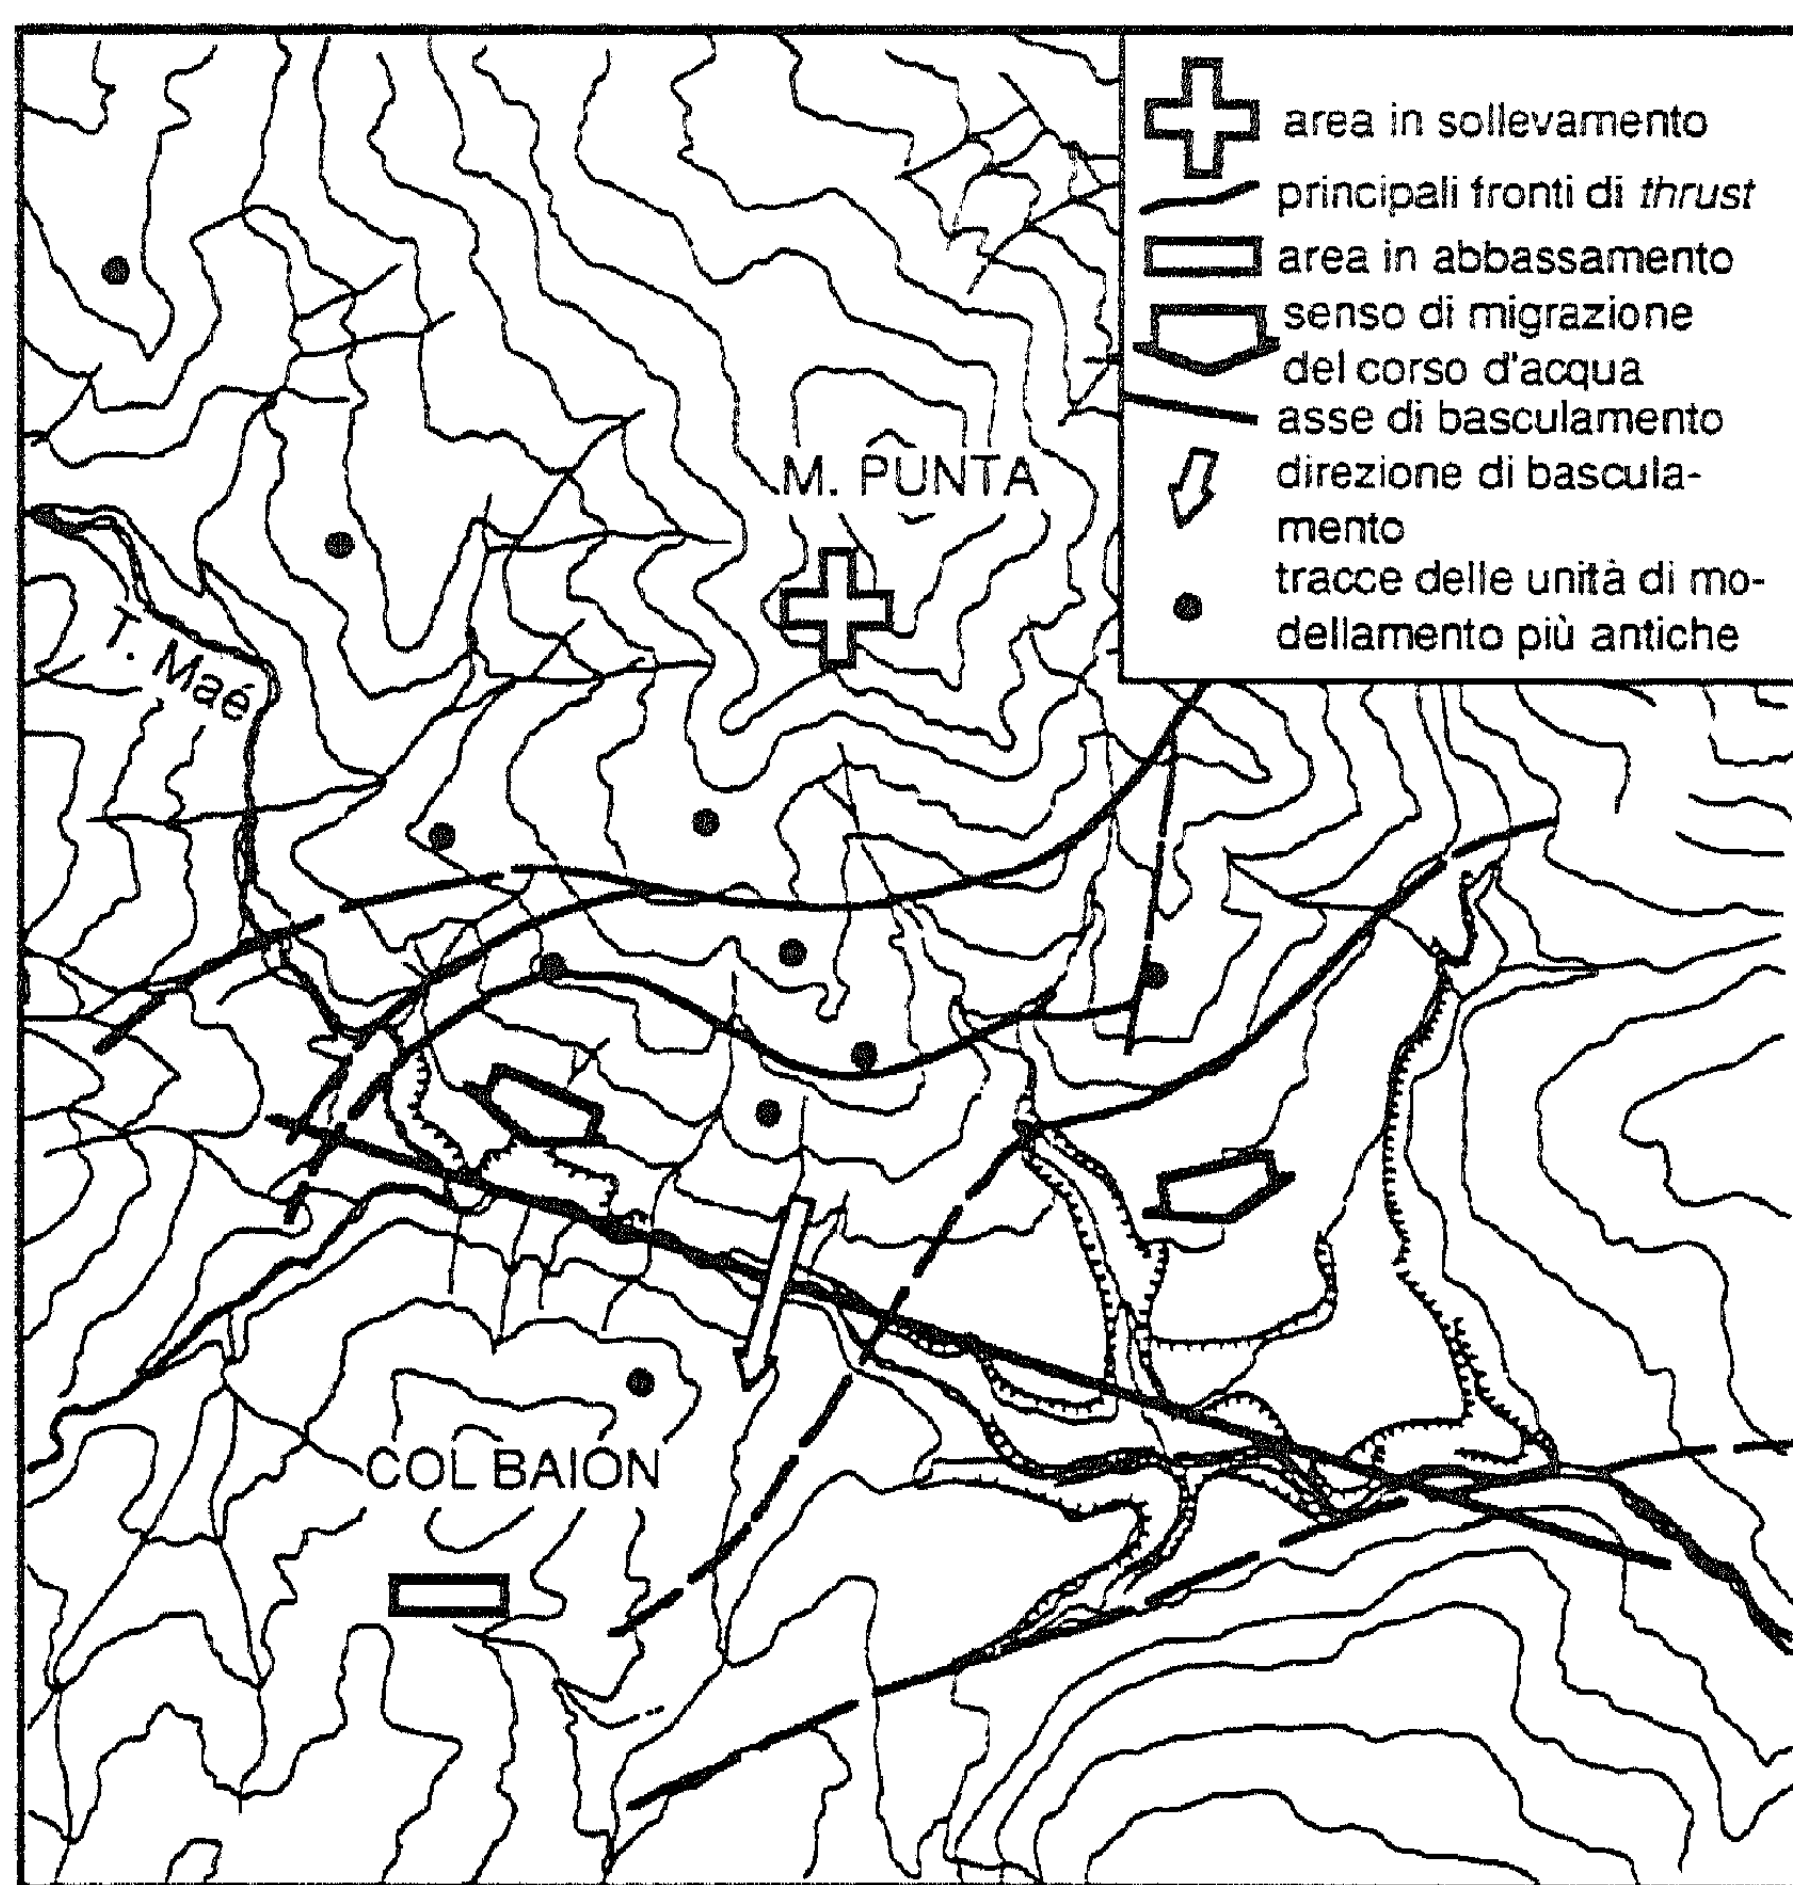 area in sollevamento
principali fronti di thrust
area in abbassamento
senso di migrazione
del corso d'acqua
asse di basculamento
direzione di bascula-
mento
tracce delle unità di mo-
dellamento più antiche
M. PUNTA
T. Maé
COL BAION